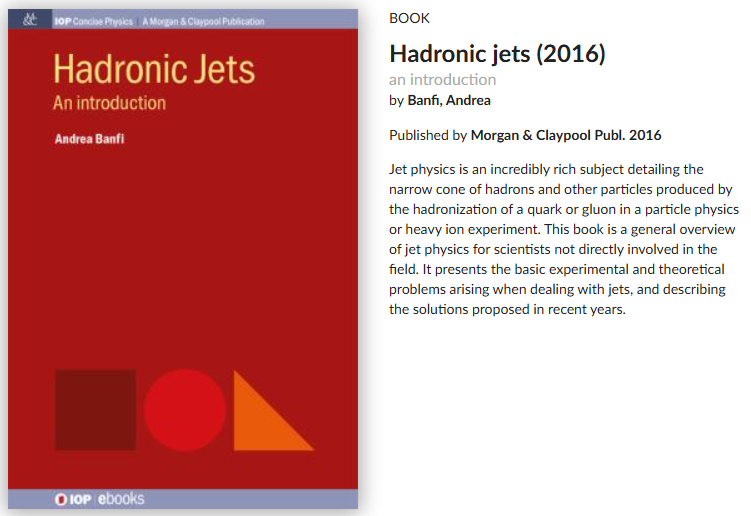 IOP Concise Physics | A Morgan & Claypool Publication
Hadronic Jets
An introduction
Andrea Banfi
IOP | ebooks
BOOK
Hadronic jets (2016)
an introduction
by Banfi, Andrea
Published by Morgan & Claypool Publ. 2016
Jet physics is an incredibly rich subject detailing the
narrow cone of hadrons and other particles produced by
the hadronization of a quark or gluon in a particle physics
or heavy ion experiment. This book is a general overview
of jet physics for scientists not directly involved in the
field. It presents the basic experimental and theoretical
problems arising when dealing with jets, and describing
the solutions proposed in recent years.